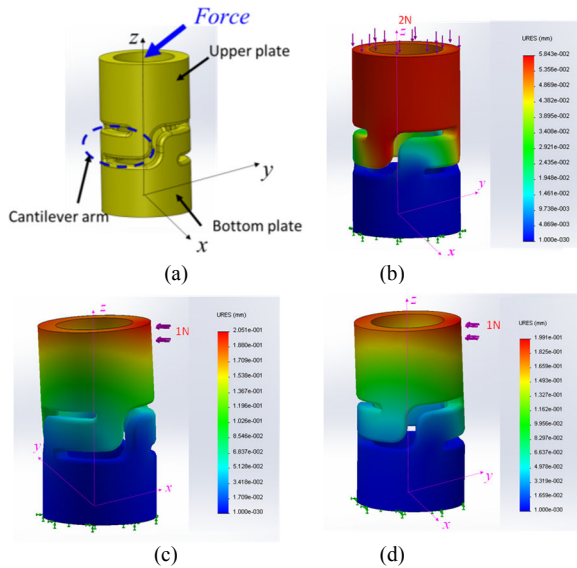 z
Force
Upper plate
y
Cantilever arm
x
Bottom plate
(a)
2N
z
y
x
URES (mm)
5.843e-002
5.356e-002
4.869e-002
4.382e-002
3.895e-002
3.408e-002
2.921e-002
2.435e-002
1.948e-002
1.461e-002
9.738e-003
4.869e-003
1.000e-030
(b)
z
1N
y
x
URES (mm)
2.051e-001
1.880e-001
1.709e-001
1.538e-001
1.367e-001
1.196e-001
1.026e-001
8.546e-002
6.837e-002
5.127e-002
3.418e-002
1.709e-002
1.000e-030
(c)
z
1N
y
x
URES (mm)
1.991e-001
1.825e-001
1.659e-001
1.493e-001
1.327e-001
1.161e-001
9.954e-002
8.295e-002
6.636e-002
4.978e-002
3.319e-002
1.659e-002
1.000e-030
(d)